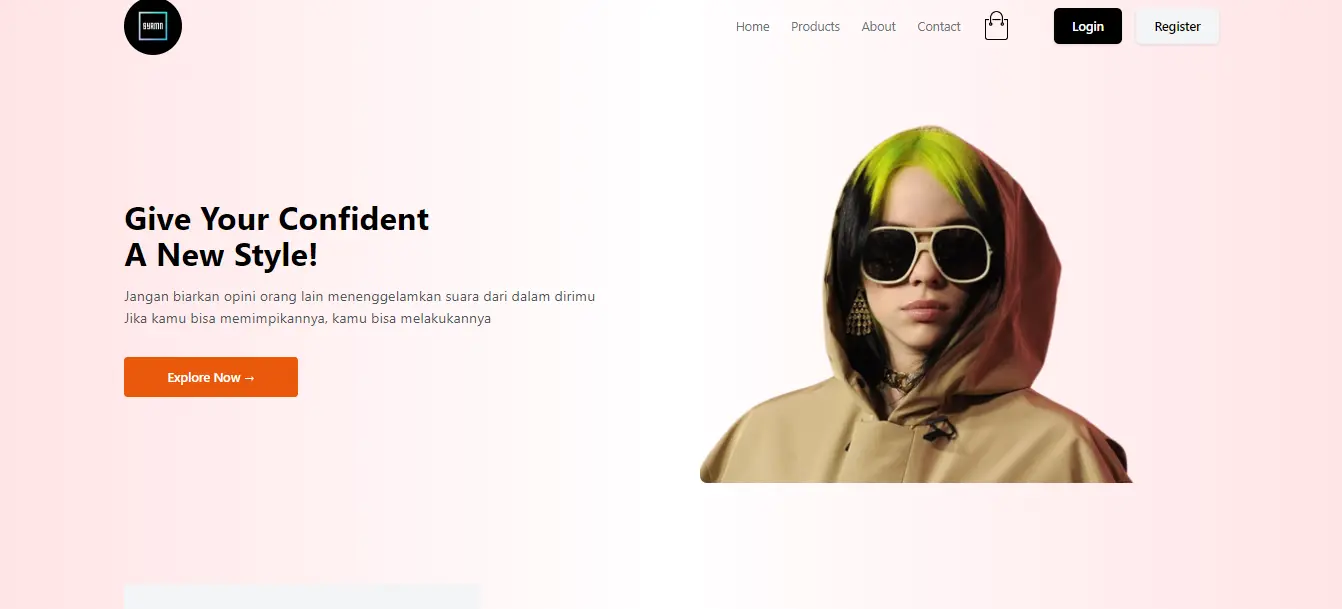 Home Products About Contact Login Register
Give Your Confident
A New Style!
Jangan biarkan opini orang lain menenggelamkan suara dari dalam dirimu
Jika kamu bisa memimpikannya, kamu bisa melakukannya
Explore Now →